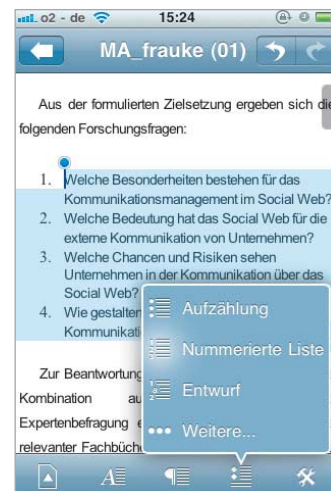 o2 - de 15:24
MA_frauke (01)
Aus der formulierten Zielsetzung ergeben sich die
folgenden Forschungsfragen:
1. Welche Besonderheiten bestehen für das
Kommunikationsmanagement im Social Web?
2. Welche Bedeutung hat das Social Web für die
externe Kommunikation von Unternehmen?
3. Welche Chancen und Risiken sehen
Unternehmen in der Kommunikation über das
Social Web?
4. Wie gestalten
Aufzählung
Nummerierte Liste
Entwurf
Weitere...
Zur Beantwortung
Kombination
Expertenbefragung
relevanter